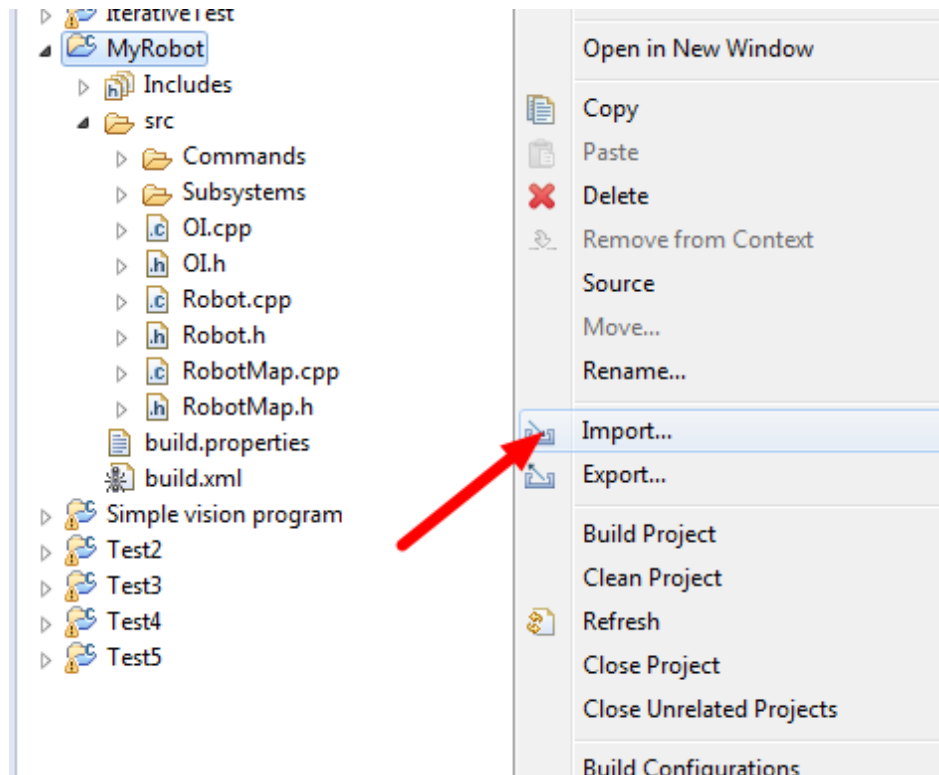 IterativeTest
MyRobot
Includes
src
Commands
Subsystems
OI.cpp
OI.h
Robot.cpp
Robot.h
RobotMap.cpp
RobotMap.h
build.properties
build.xml
Simple vision program
Test2
Test3
Test4
Test5
Open in New Window
Copy
Paste
Delete
Remove from Context
Source
Move...
Rename...
Import...
Export...
Build Project
Clean Project
Refresh
Close Project
Close Unrelated Projects
Build Configurations